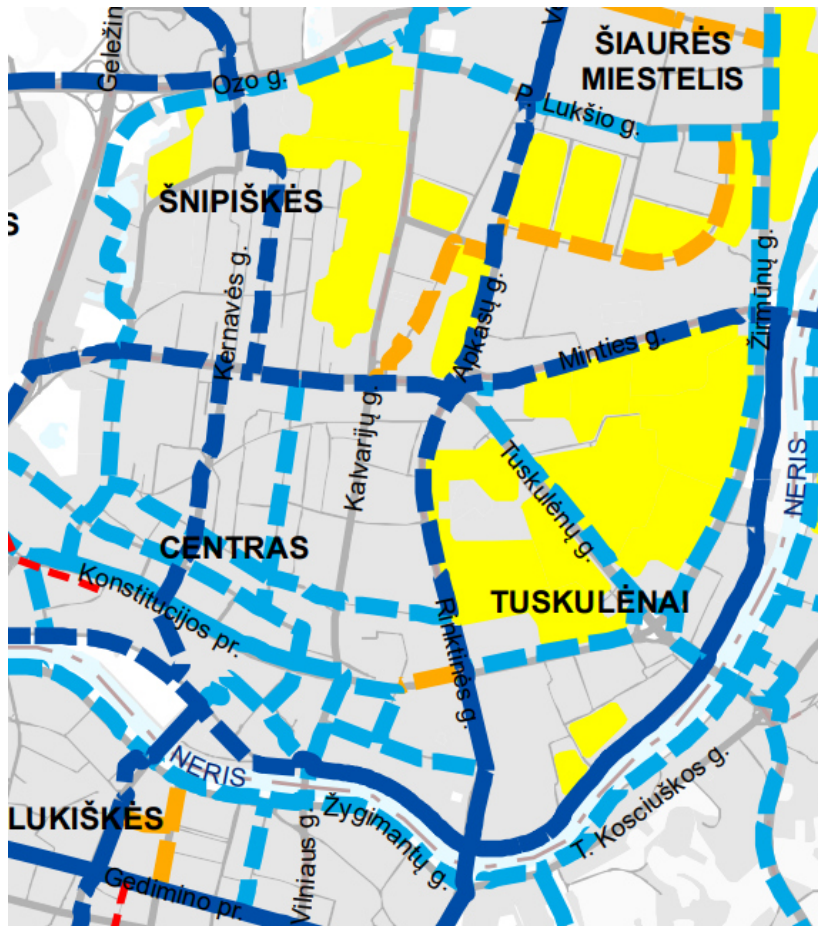 Geležin
Ve
ŠIAURĖS
MIESTELIS
Ozo g.
P. Lukšio g.
ŠNIPIŠKĖS
S
Kernavės g.
Apkasų g.
Žirmūnų g.
Minties g.
Kalvarijų g.
Tuskulėnų g.
NERIS
CENTRAS
Konstitucijos pr.
TUSKULĖNAI
Rinktinės g.
NERIS
LUKIŠKĖS
Žygimantų g.
T. Kosciuškos g.
Vilniaus g.
Gedimino pr.